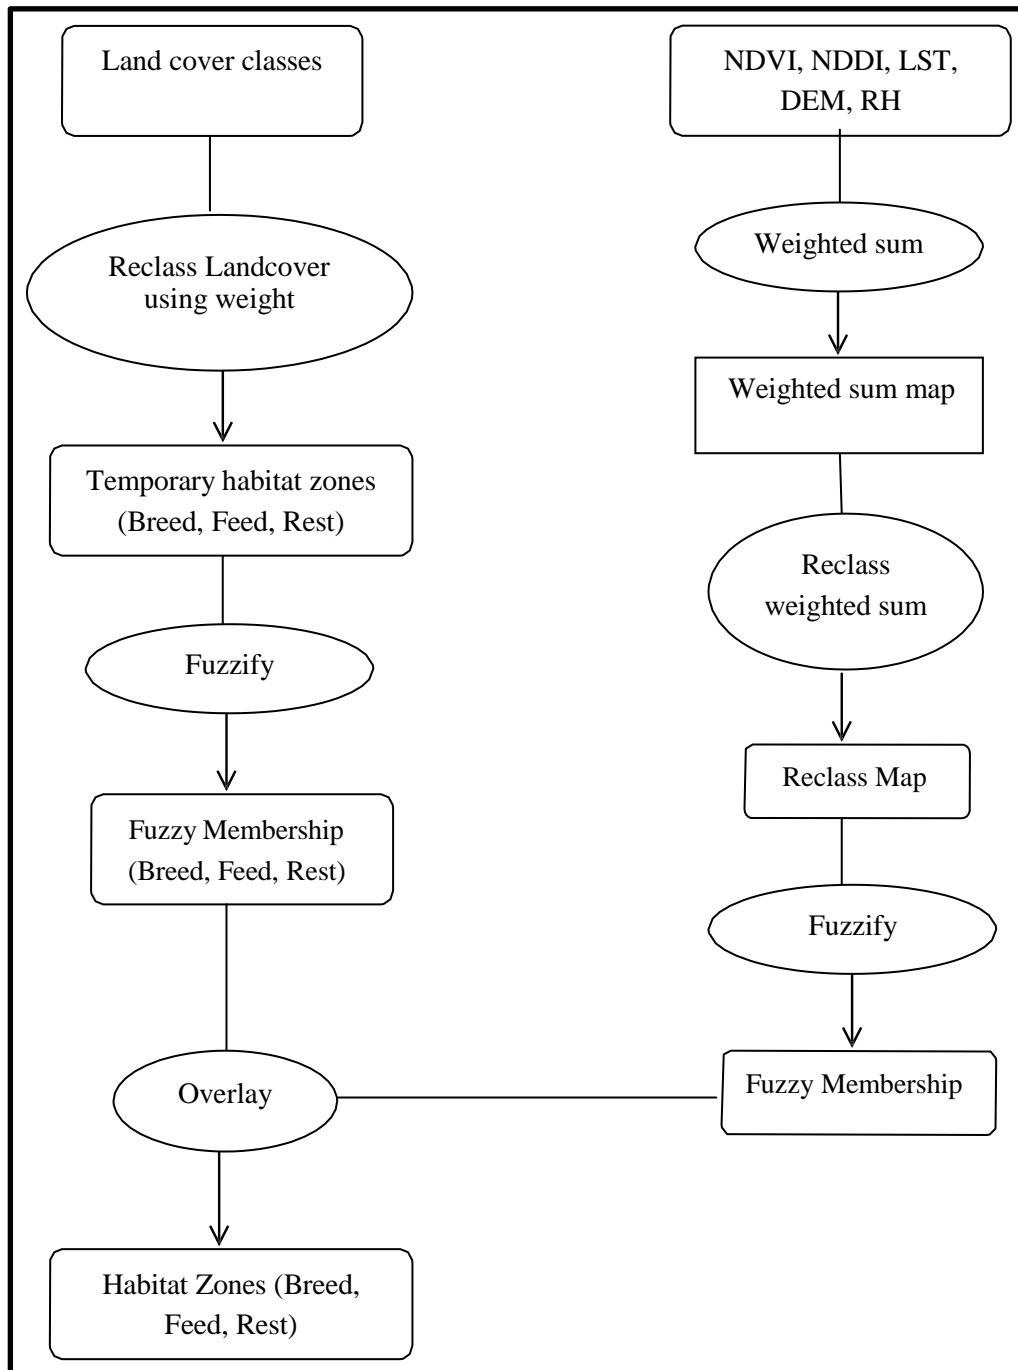 Land cover classes
Reclass Landcover
using weight
Temporary habitat zones
(Breed, Feed, Rest)
Fuzzify
Fuzzy Membership
(Breed, Feed, Rest)
Overlay
Habitat Zones (Breed,
Feed, Rest)
NDVI, NDDI, LST,
DEM, RH
Weighted sum
Weighted sum map
Reclass
weighted sum
Reclass Map
Fuzzify
Fuzzy Membership